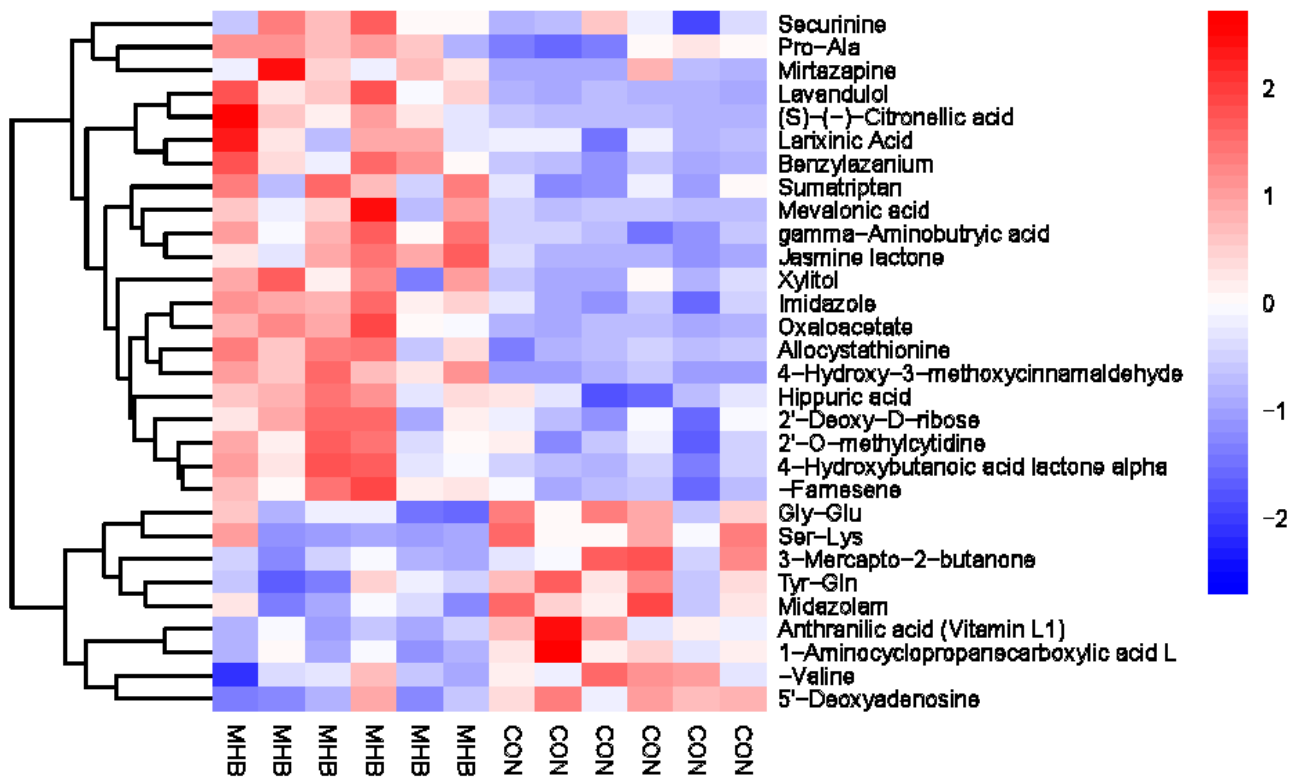 Securinine
Pro-Ala
Mirtazapine
Lavandulol
(S)-(-)-Citronellic acid
Larixinic Acid
Benzylazanium
Sumatriptan
Mevalonic acid
gamma-Aminobutryic acid
Jasmine lactone
Xylitol
Imidazole
Oxaloacetate
Allocystathionine
4-Hydroxy-3-methoxycinnamaldehyde
Hippuric acid
2'-Deoxy-D-ribose
2'-O-methylcytidine
4-Hydroxybutanoic acid lactone alpha
-Farnesene
Gly-Glu
Ser-Lys
3-Mercapto-2-butanone
Tyr-Gln
Midazolam
Anthranilic acid (Vitamin L1)
1-Aminocyclopropanecarboxylic acid L
-Valine
5'-Deoxyadenosine
2
1
0
-1
-2
MHB
MHB
MHB
MHB
MHB
MHB
CON
CON
CON
CON
CON
CON